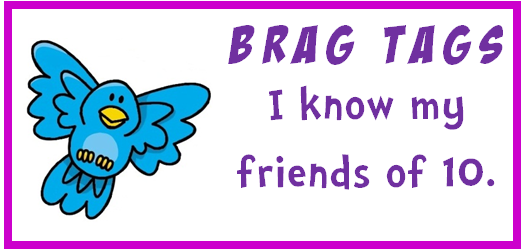 BRAG TAGS
I know my
friends of 10.